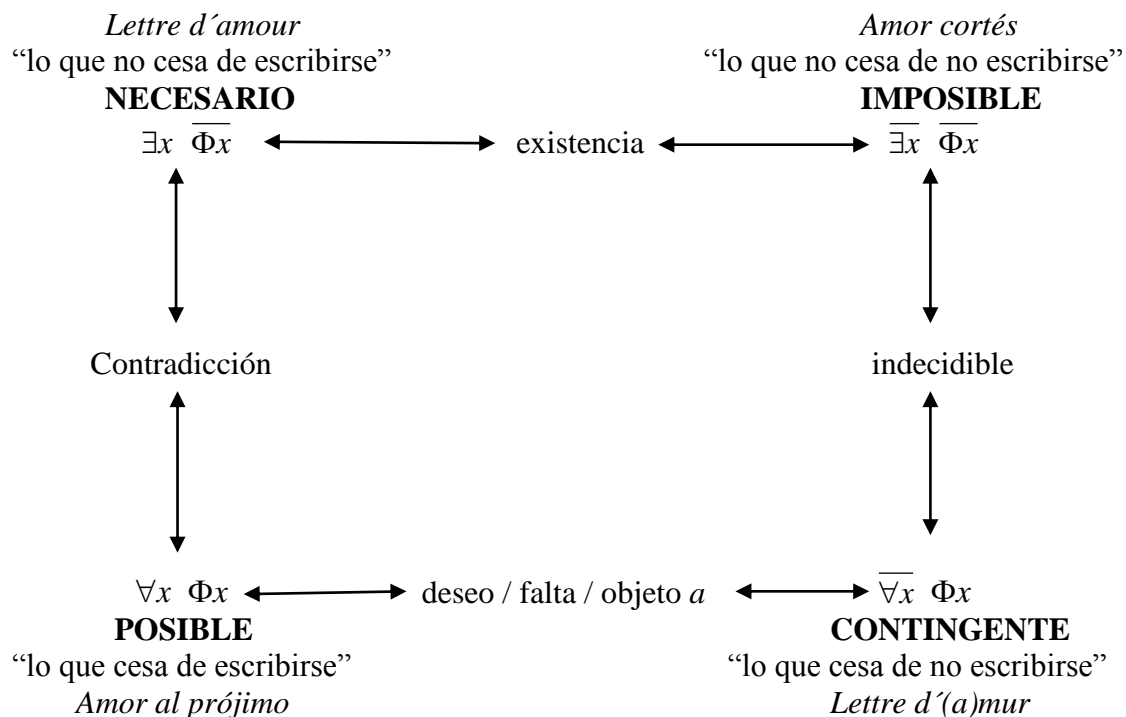 Lettre d´amour
“lo que no cesa de escribirse”
NECESARIO
∃x Φ̅x̅
existencia
Amor cortés
“lo que no cesa de no escribirse”
IMPOSIBLE
∃̅x̅ Φ̅x̅
Contradicción
indecidible
∀x Φx
POSIBLE
“lo que cesa de escribirse”
Amor al prójimo
deseo / falta / objeto a
∀̅x̅ Φx
CONTINGENTE
“lo que cesa de no escribirse”
Lettre d´(a)mur